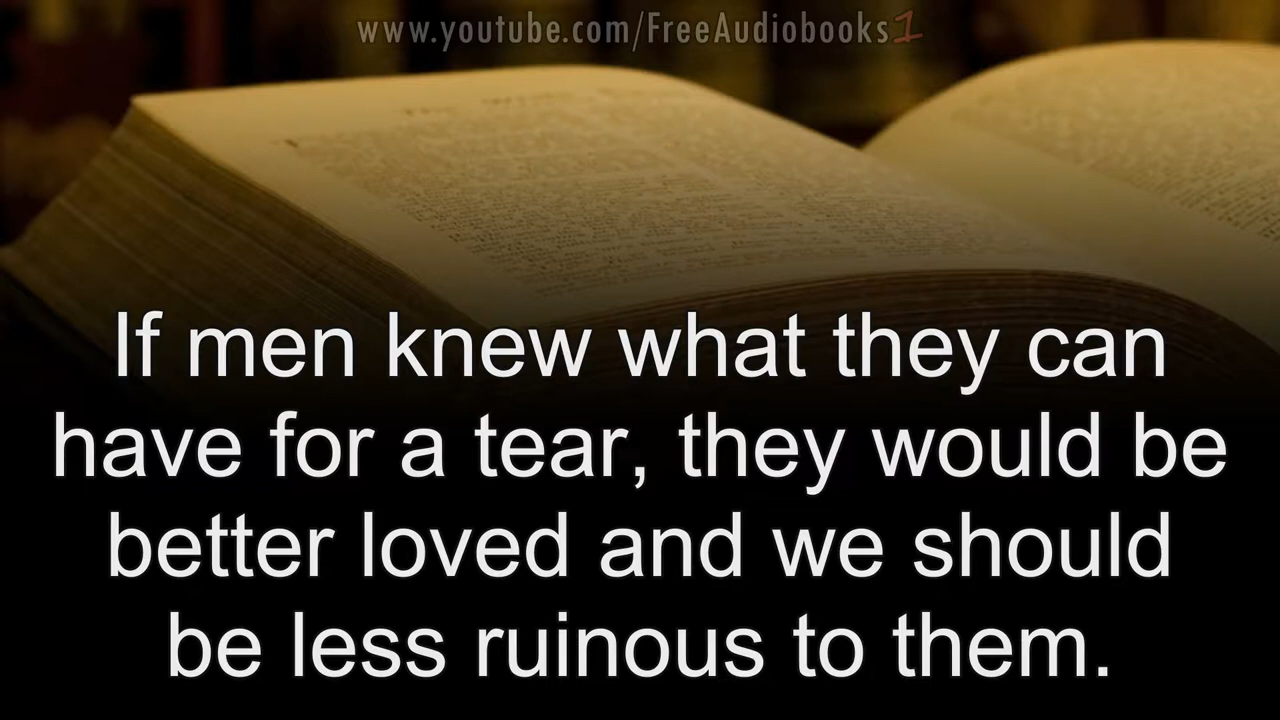 www.youtube.com/FreeAudiobooks1
If men knew what they can
have for a tear, they would be
better loved and we should
be less ruinous to them.